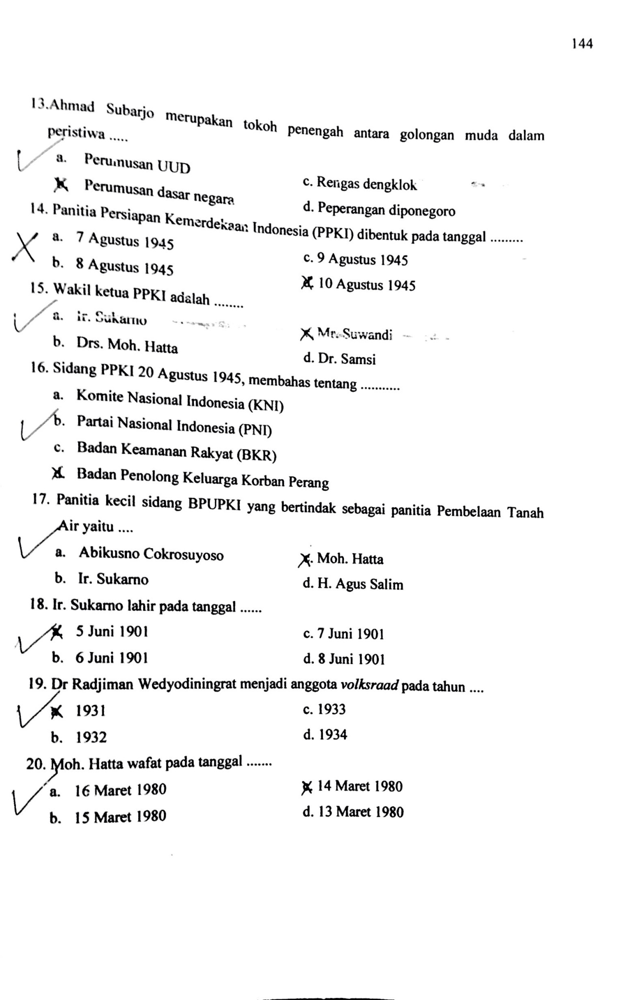 144
13.Ahmad Subarjo merupakan tokoh penengah antara golongan muda dalam
peristiwa .....
a. Perumusan UUD
c. Rengas dengklok
Perumusan dasar negara
d. Peperangan diponegoro
14. Panitia Persiapan Kemerdekaan Indonesia (PPKI) dibentuk pada tanggal .........
a. 7 Agustus 1945
c. 9 Agustus 1945
b. 8 Agustus 1945
d. 10 Agustus 1945
15. Wakil ketua PPKI adalah ........
a. Ir. Sukarno
c. Mr. Suwandi
b. Drs. Moh. Hatta
d. Dr. Samsi
16. Sidang PPKI 20 Agustus 1945, membahas tentang ...........
a. Komite Nasional Indonesia (KNI)
b. Partai Nasional Indonesia (PNI)
c. Badan Keamanan Rakyat (BKR)
d. Badan Penolong Keluarga Korban Perang
17. Panitia kecil sidang BPUPKI yang bertindak sebagai panitia Pembelaan Tanah
Air yaitu ....
a. Abikusno Cokrosuyoso
c. Moh. Hatta
b. Ir. Sukarno
d. H. Agus Salim
18. Ir. Sukarno lahir pada tanggal ......
a. 5 Juni 1901
c. 7 Juni 1901
b. 6 Juni 1901
d. 8 Juni 1901
19. Dr Radjiman Wedyodiningrat menjadi anggota volksraad pada tahun ....
a. 1931
c. 1933
b. 1932
d. 1934
20. Moh. Hatta wafat pada tanggal .......
a. 16 Maret 1980
c. 14 Maret 1980
b. 15 Maret 1980
d. 13 Maret 1980